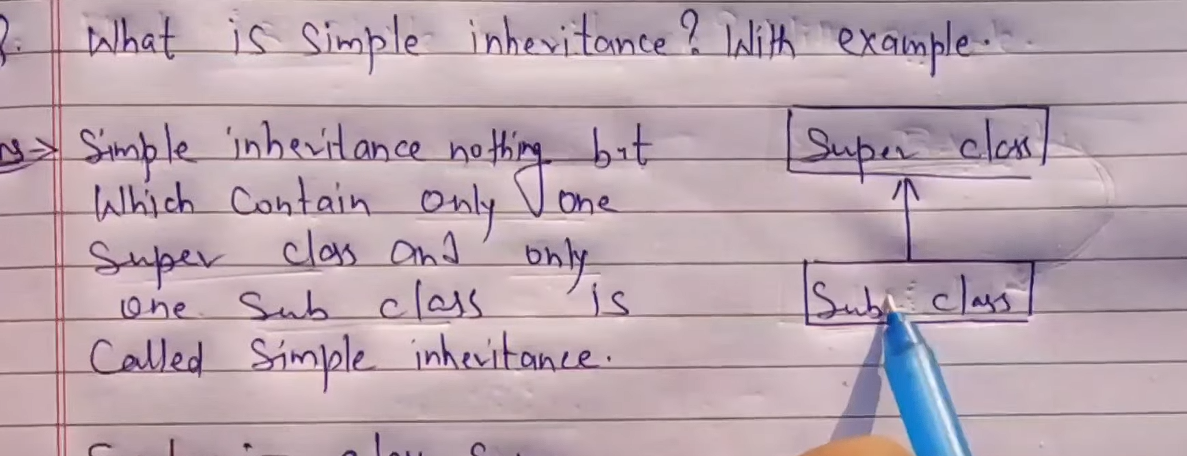 What is simple inheritance? With example.
Simple inheritance nothing but
Which Contain only one
Super class and only
one Sub class is
Called Simple inheritance.
Super class
Sub class